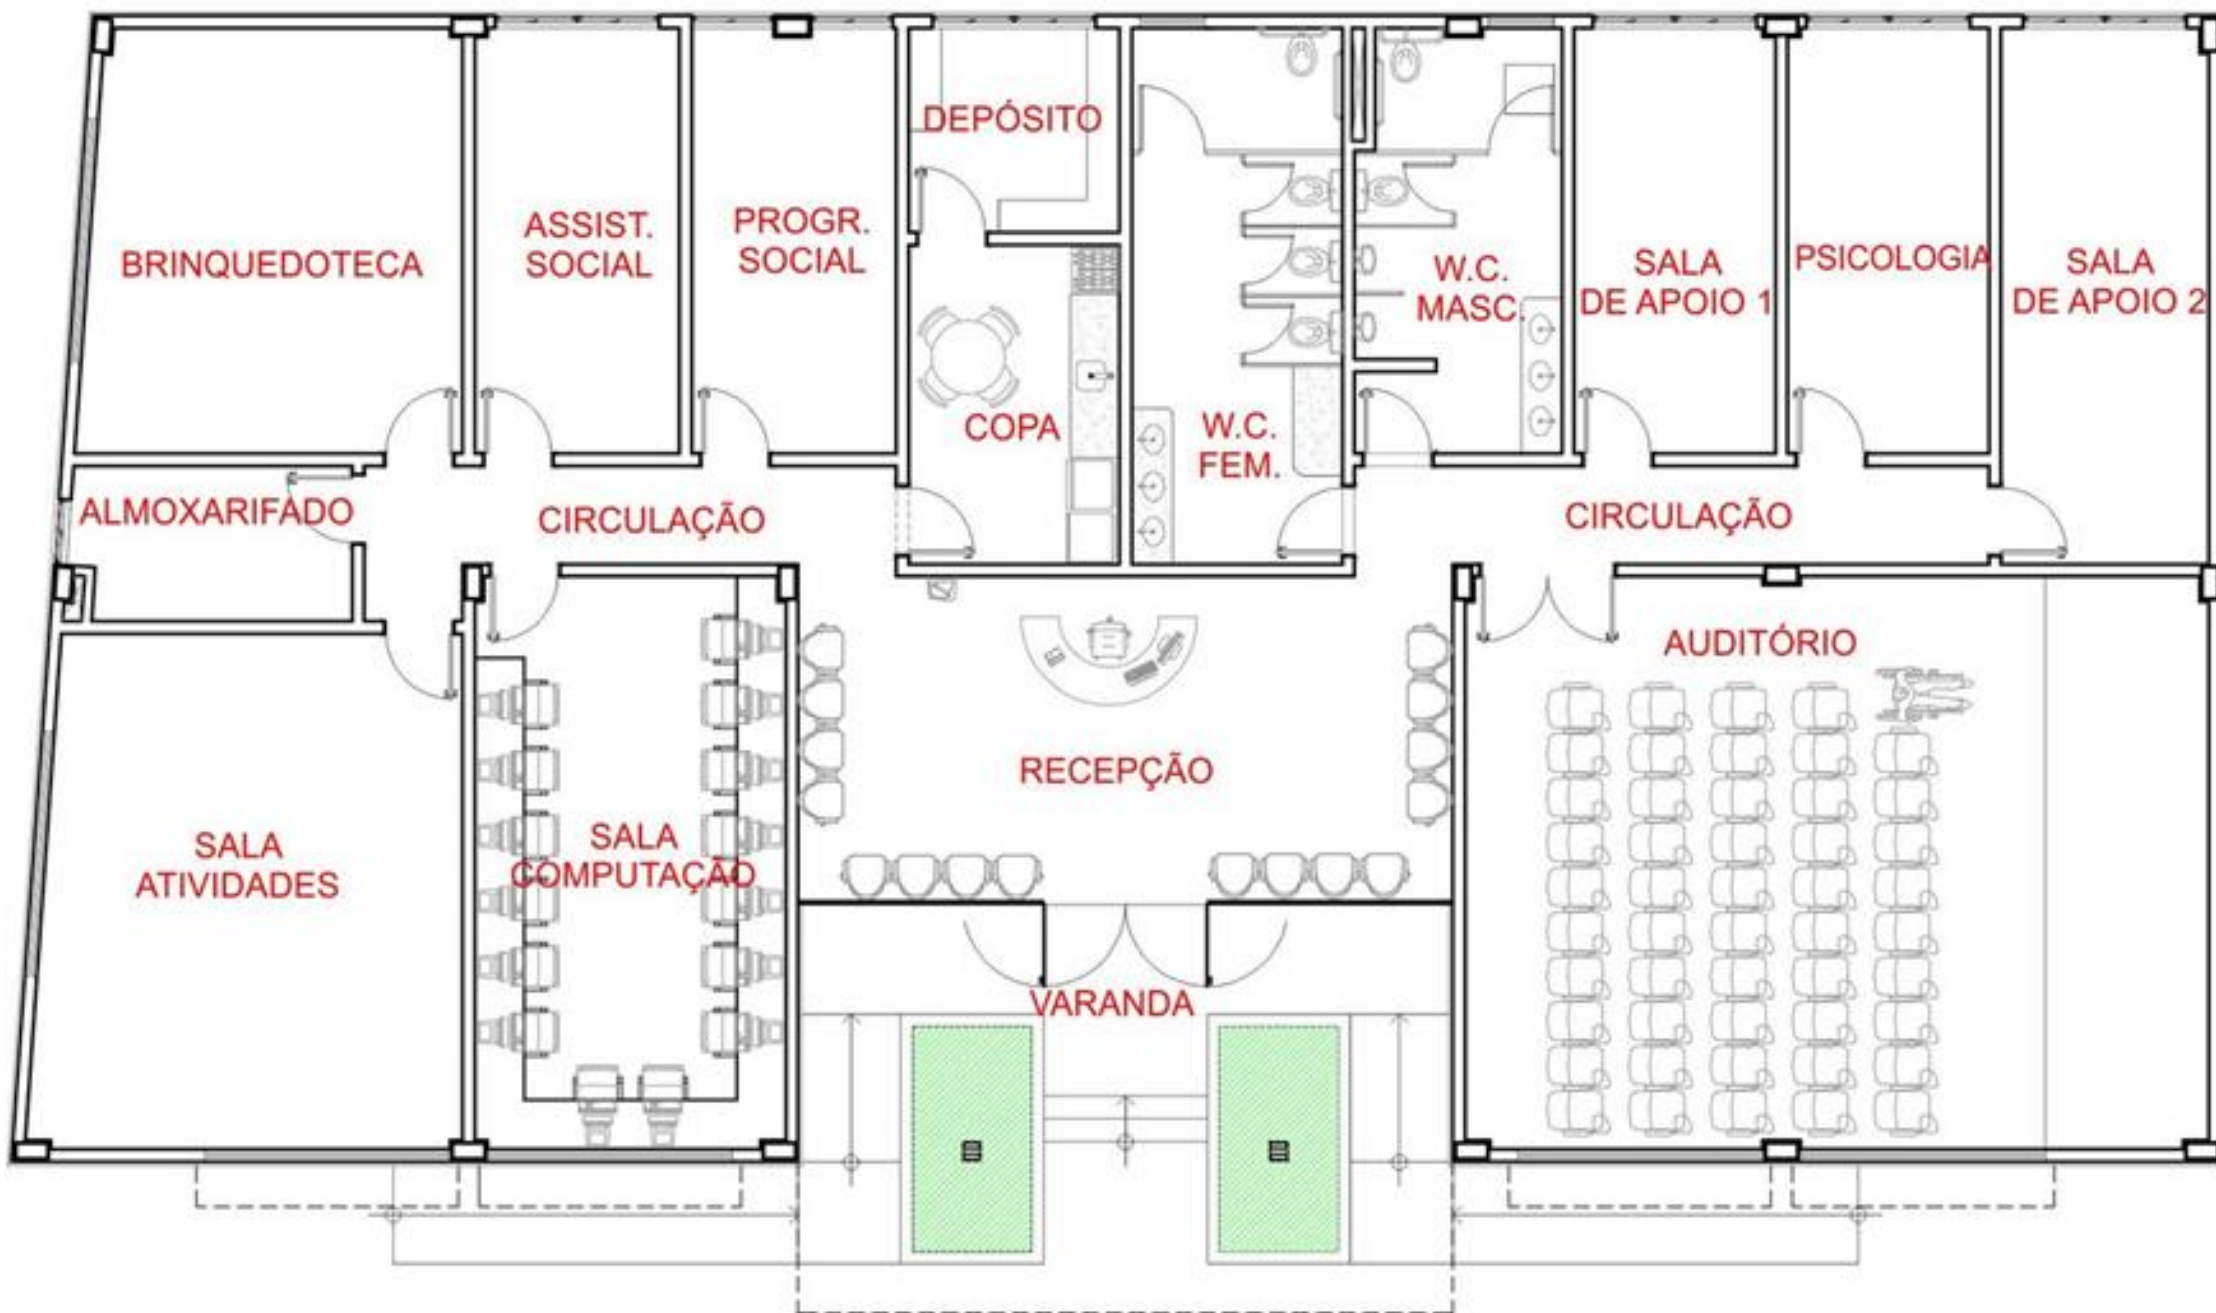 DEPÓSITO
BRINQUEDOTECA
ASSIST.
SOCIAL
PROGR.
SOCIAL
COPA
W.C.
FEM.
W.C.
MASC.
SALA
DE APOIO 1
PSICOLOGIA
SALA
DE APOIO 2
ALMOXARIFADO
CIRCULAÇÃO
CIRCULAÇÃO
SALA
ATIVIDADES
SALA
COMPUTAÇÃO
RECEPÇÃO
AUDITÓRIO
VARANDA